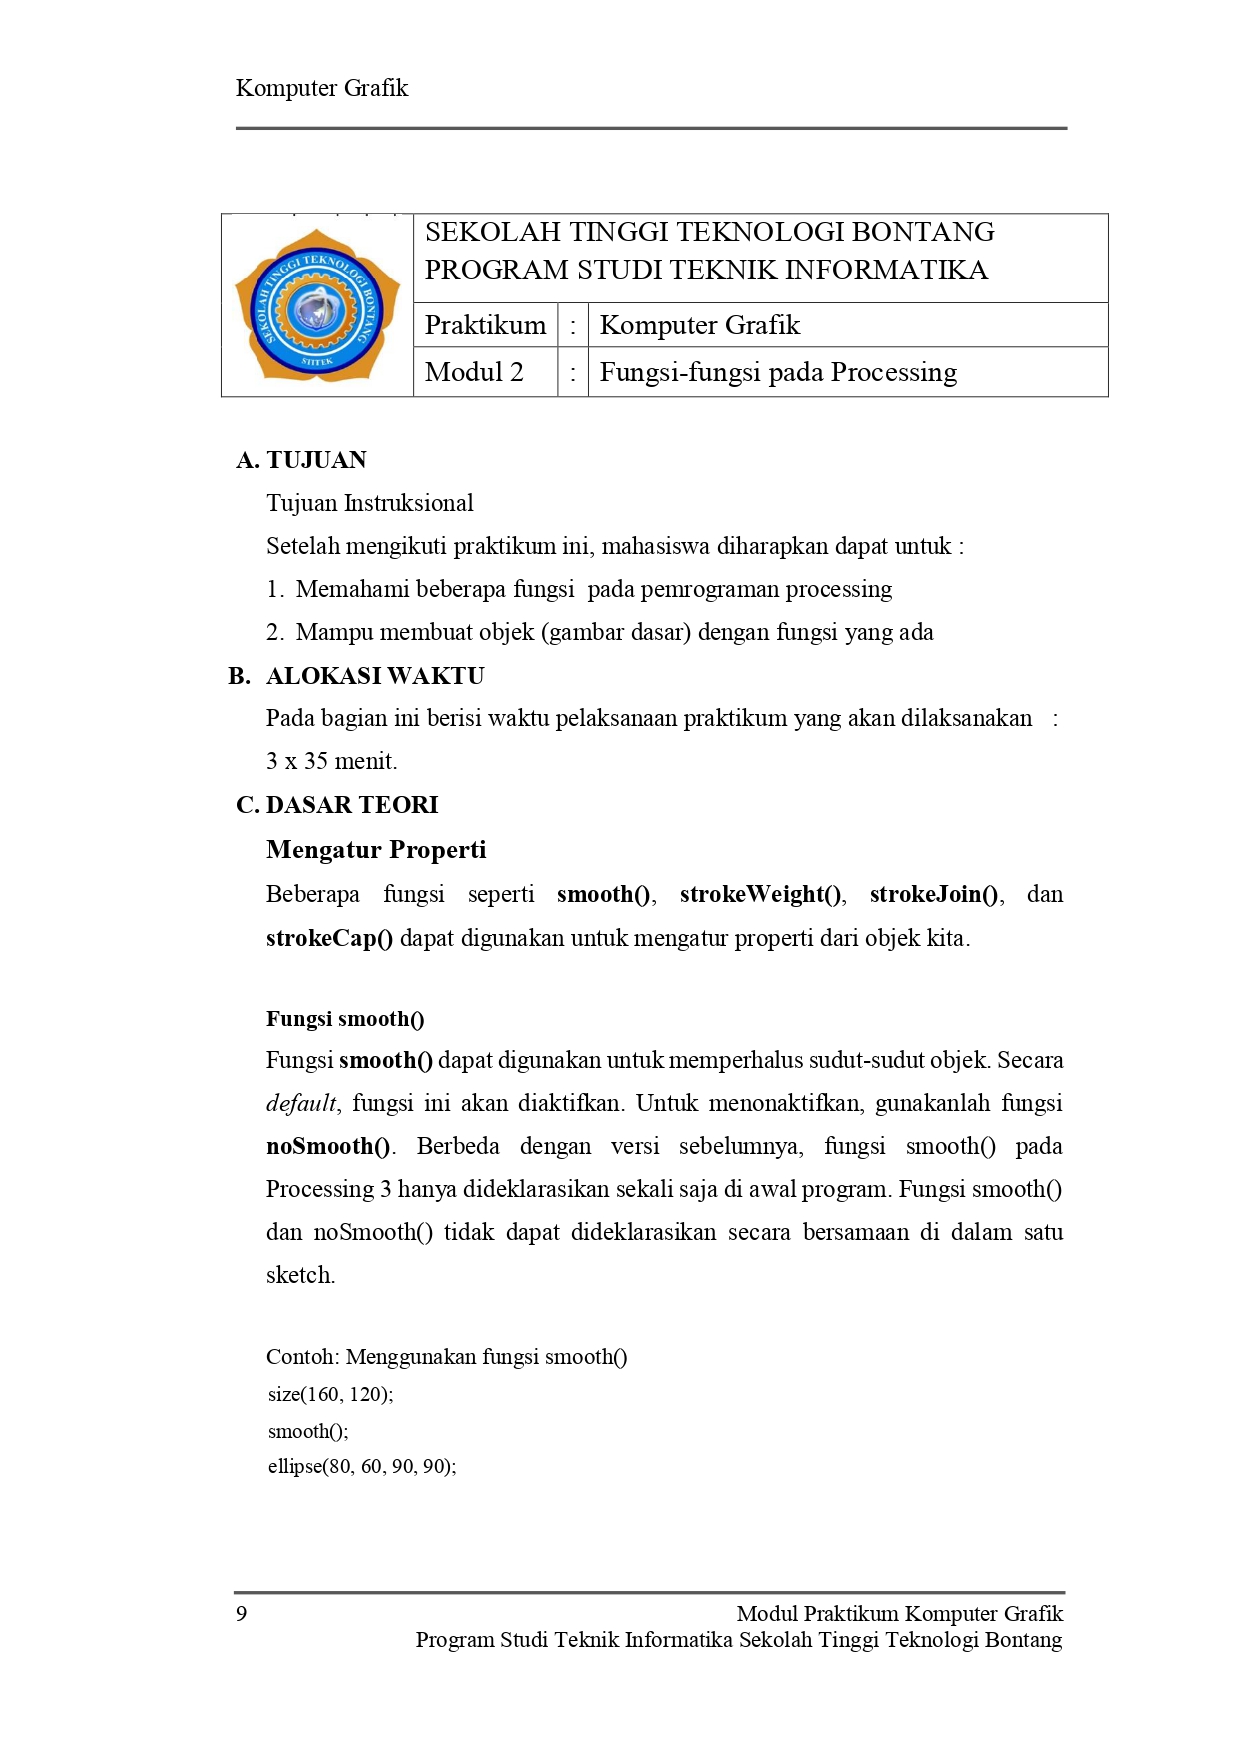 Komputer Grafik
SEKOLAH TINGGI TEKNOLOGI BONTANG
STITEK
SEKOLAH TINGGI TEKNOLOGI BONTANG
PROGRAM STUDI TEKNIK INFORMATIKA
Praktikum : Komputer Grafik
Modul 2 : Fungsi-fungsi pada Processing
A. TUJUAN
Tujuan Instruksional
Setelah mengikuti praktikum ini, mahasiswa diharapkan dapat untuk :
1. Memahami beberapa fungsi pada pemrograman processing
2. Mampu membuat objek (gambar dasar) dengan fungsi yang ada
B. ALOKASI WAKTU
Pada bagian ini berisi waktu pelaksanaan praktikum yang akan dilaksanakan :
3 x 35 menit.
C. DASAR TEORI
Mengatur Properti
Beberapa fungsi seperti smooth(), strokeWeight(), strokeJoin(), dan
strokeCap() dapat digunakan untuk mengatur properti dari objek kita.
Fungsi smooth()
Fungsi smooth() dapat digunakan untuk memperhalus sudut-sudut objek. Secara
default, fungsi ini akan diaktifkan. Untuk menonaktifkan, gunakanlah fungsi
noSmooth(). Berbeda dengan versi sebelumnya, fungsi smooth() pada
Processing 3 hanya dideklarasikan sekali saja di awal program. Fungsi smooth()
dan noSmooth() tidak dapat dideklarasikan secara bersamaan di dalam satu
sketch.
Contoh: Menggunakan fungsi smooth()
size(160, 120);
smooth();
ellipse(80, 60, 90, 90);
9 Modul Praktikum Komputer Grafik
Program Studi Teknik Informatika Sekolah Tinggi Teknologi Bontang